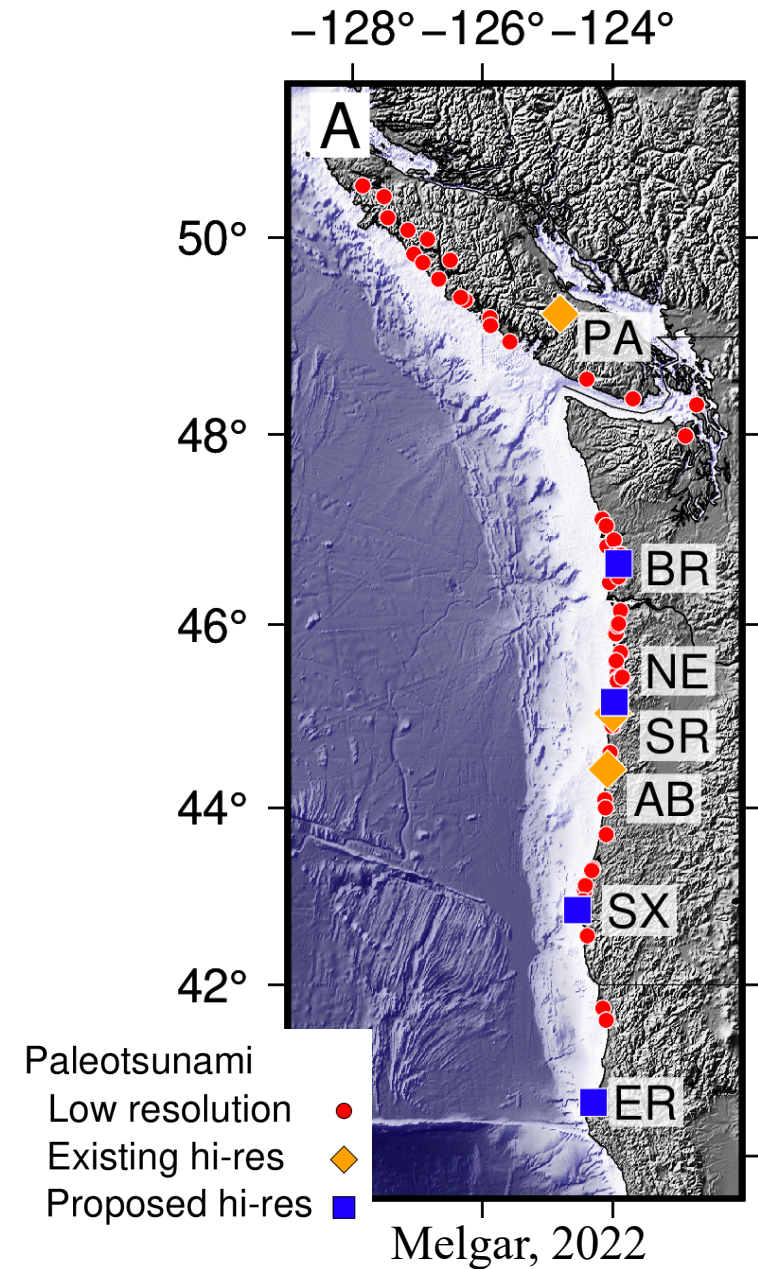 −128° −126° −124°
A
50°
PA
48°
BR
46°
NE
SR
AB
44°
SX
42°
Paleotsunami
Low resolution
ER
Existing hi-res
Proposed hi-res
Melgar, 2022